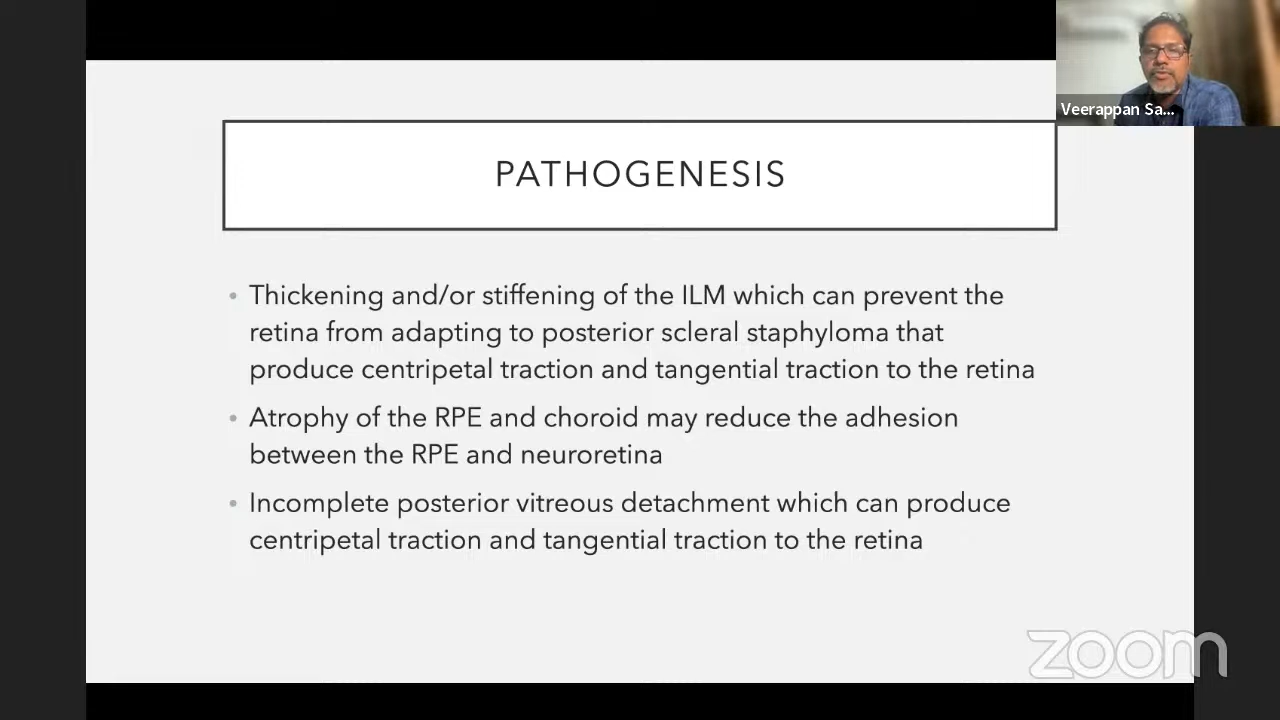 Veerappan Sa...
PATHOGENESIS
• Thickening and/or stiffening of the ILM which can prevent the
retina from adapting to posterior scleral staphyloma that
produce centripetal traction and tangential traction to the retina
• Atrophy of the RPE and choroid may reduce the adhesion
between the RPE and neuroretina
• Incomplete posterior vitreous detachment which can produce
centripetal traction and tangential traction to the retina
zoom